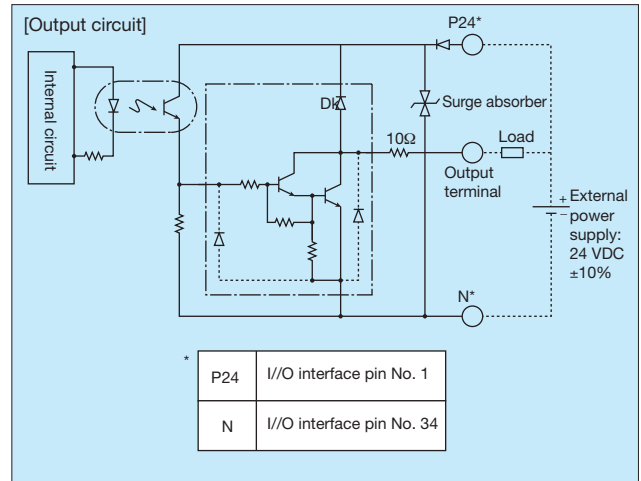 [Output circuit]
P24*
Internal circuit
Dk
Surge absorber
10Ω
Load
Output
terminal
+
−
External
power
supply:
24 VDC
±10%
N*
*
P24 I//O interface pin No. 1
N I//O interface pin No. 34